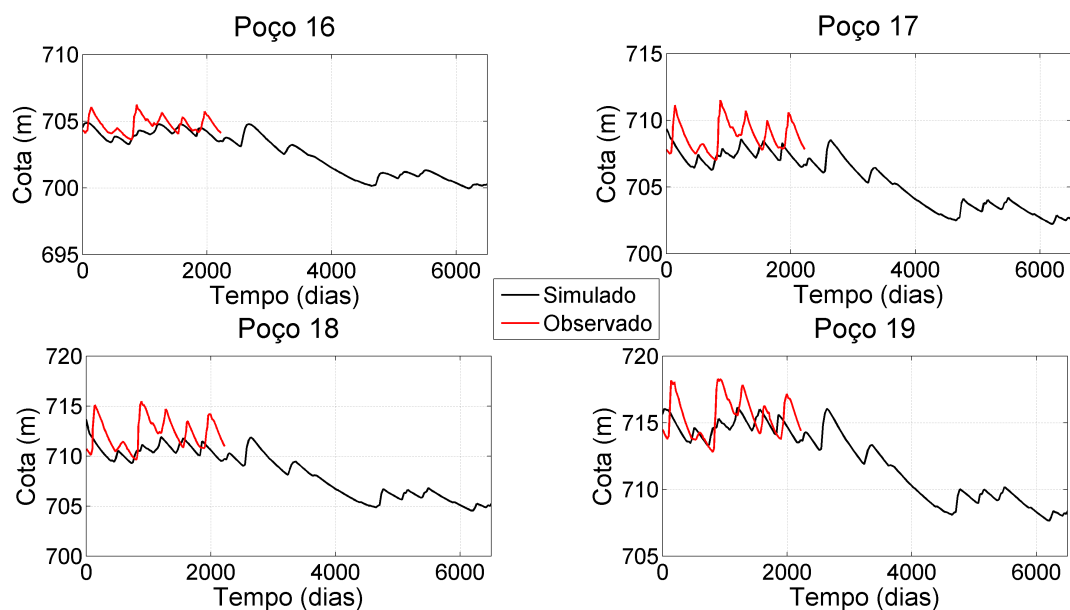 Poço 16
710
705
700
695
Cota (m)
0
2000
4000
6000
Tempo (dias)
Poço 17
715
710
705
700
Cota (m)
0
2000
4000
6000
Tempo (dias)
Simulado
Observado
Poço 18
720
715
710
705
700
Cota (m)
0
2000
4000
6000
Tempo (dias)
Poço 19
720
715
710
705
Cota (m)
0
2000
4000
6000
Tempo (dias)